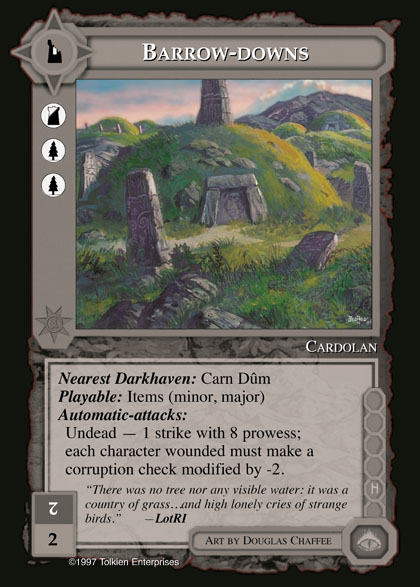 BARROW-DOWNS
CARDOLAN
Nearest Darkhaven: Carn Dûm
Playable: Items (minor, major)
Automatic-attacks:
Undead — 1 strike with 8 prowess;
each character wounded must make a
corruption check modified by -2.
“There was no tree nor any visible water: it was a
country of grass…and high lonely cries of strange
birds.” —LotRI
H
2
2
ART BY DOUGLAS CHAFFEE
©1997 Tolkien Enterprises